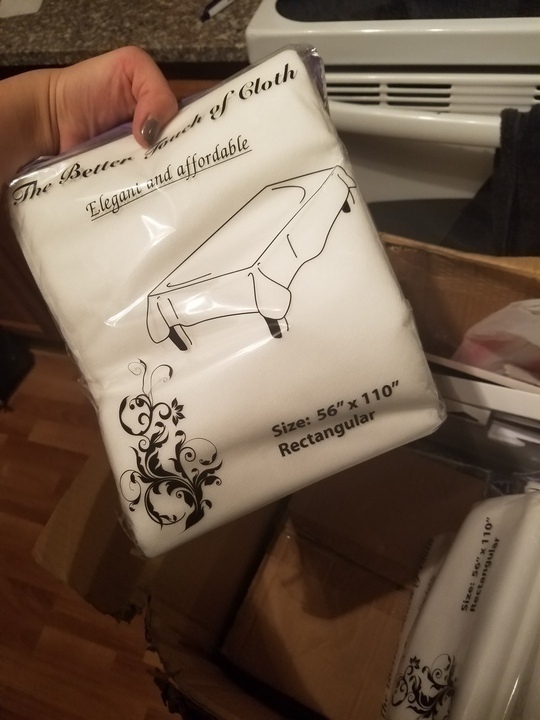 The Better Touch of Cloth
Elegant and affordable
Size: 56" x 110"
Rectangular
Size: 56" x 110"
Rectangular